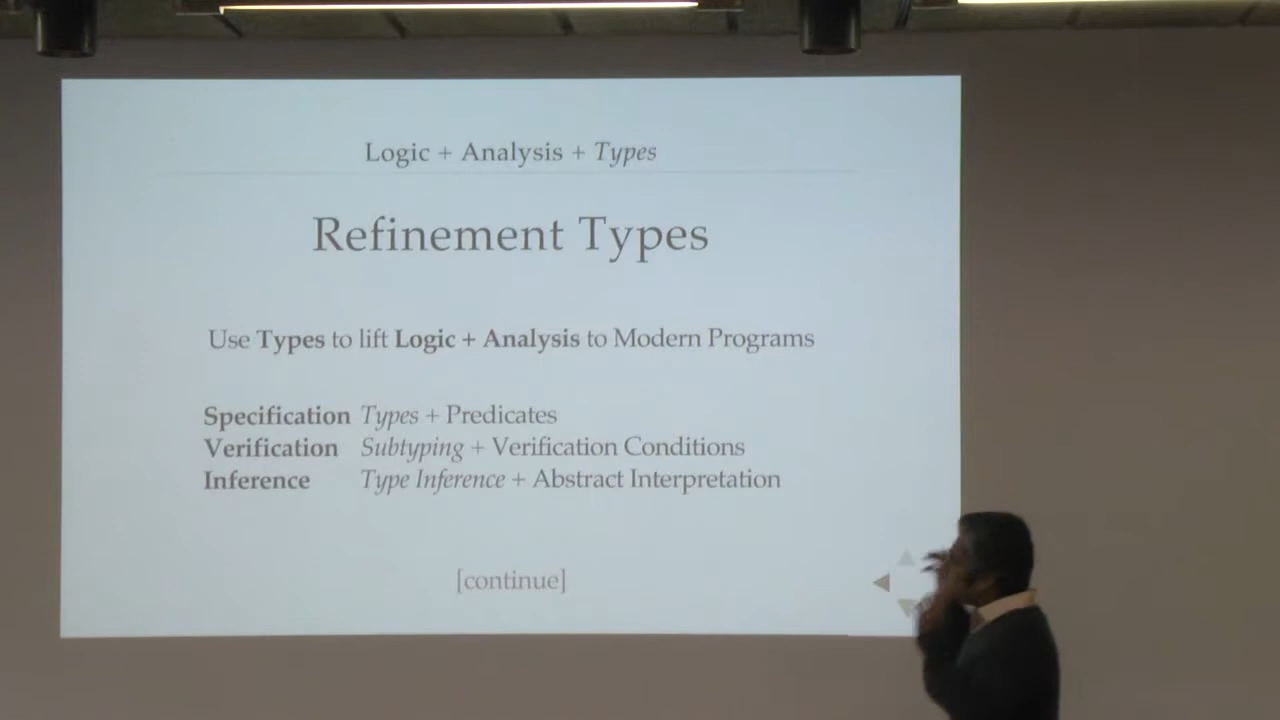 Logic + Analysis + Types
Refinement Types
Use Types to lift Logic + Analysis to Modern Programs
Specification Types + Predicates
Verification Subtyping + Verification Conditions
Inference Type Inference + Abstract Interpretation
[continue]